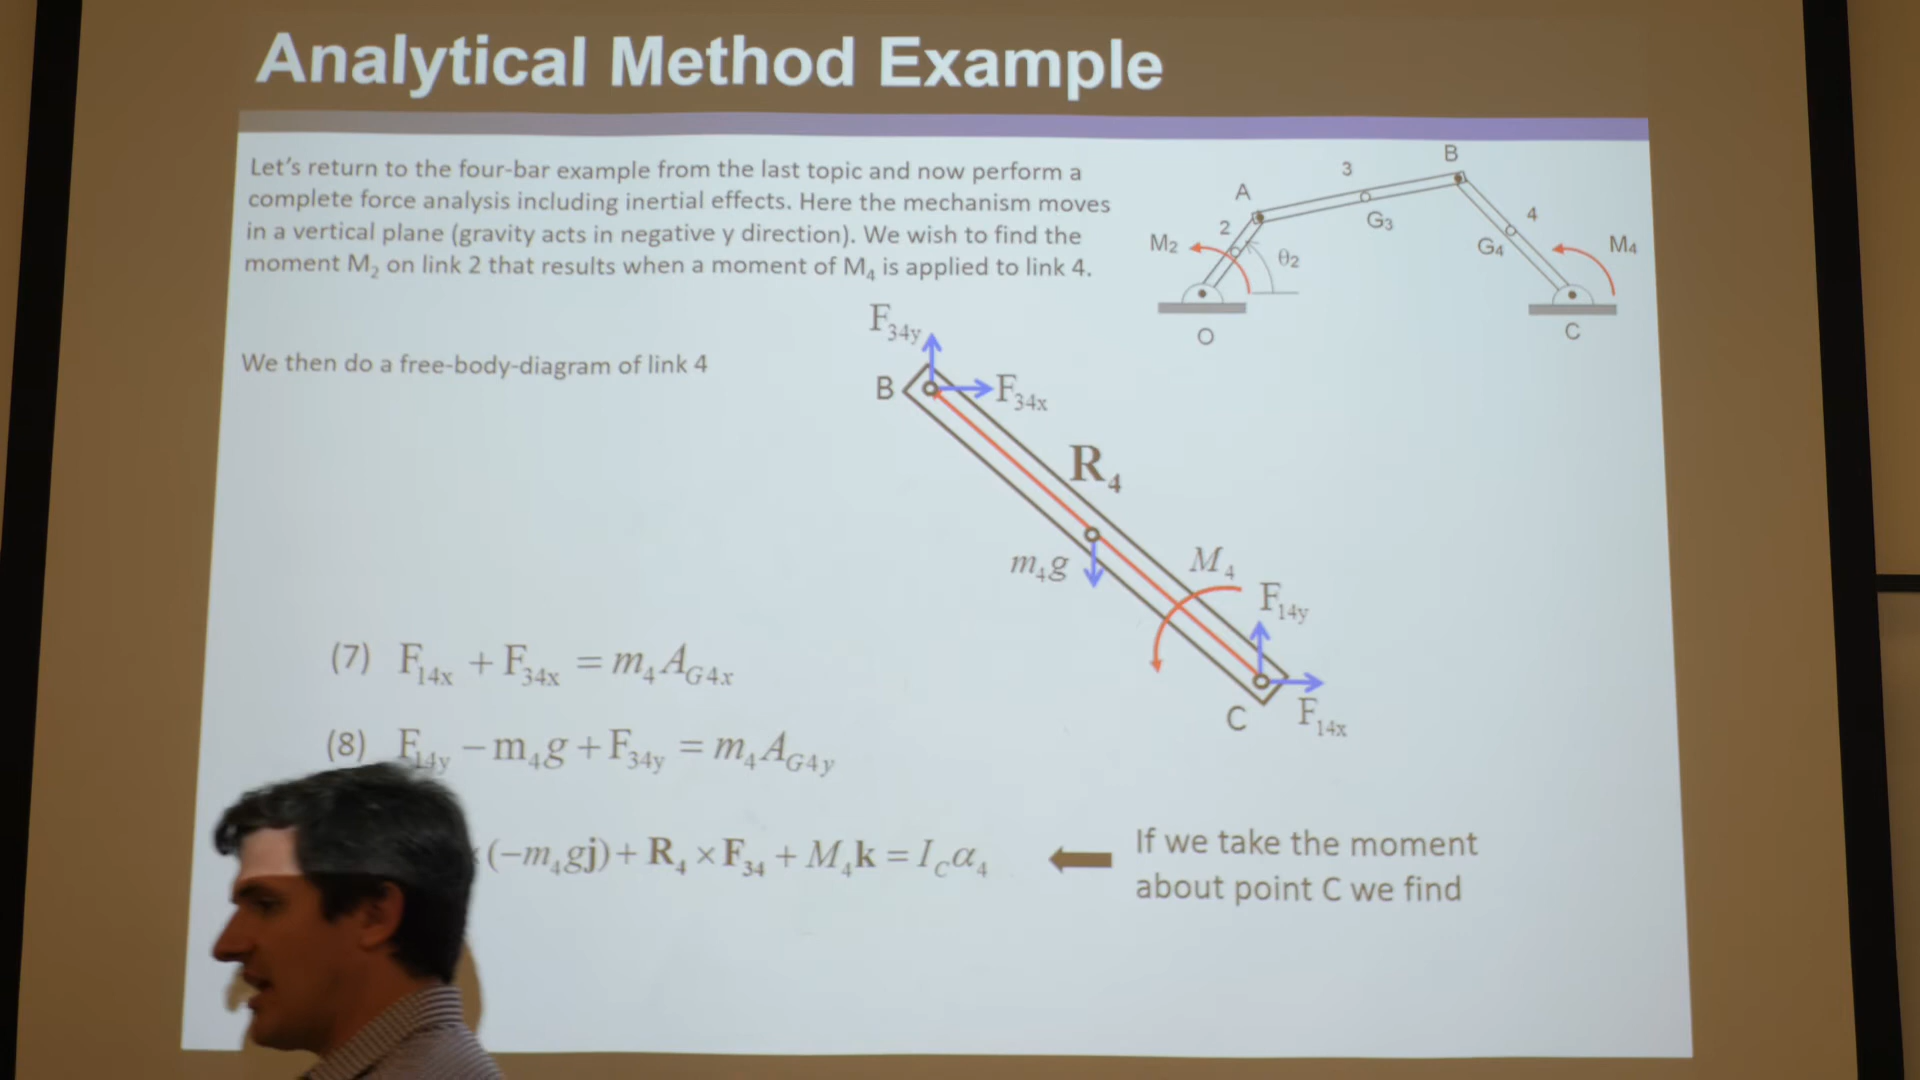 Analytical Method Example
Let's return to the four-bar example from the last topic and now perform a
complete force analysis including inertial effects. Here the mechanism moves
in a vertical plane (gravity acts in negative y direction). We wish to find the
moment M₂ on link 2 that results when a moment of M₄ is applied to link 4.
A
3
B
2
G₃
4
M₂
θ₂
G₄
M₄
O
C
We then do a free-body-diagram of link 4
F₃₄y
B
F₃₄x
R₄
m₄g
M₄
F₁₄y
C
F₁₄x
(7) F₁₄x + F₃₄x = m₄A_G4x
(8) F₁₄y − m₄g + F₃₄y = m₄A_G4y
(−m₄gj) + R₄ × F₃₄ + M₄k = I_Cα₄
If we take the moment
about point C we find